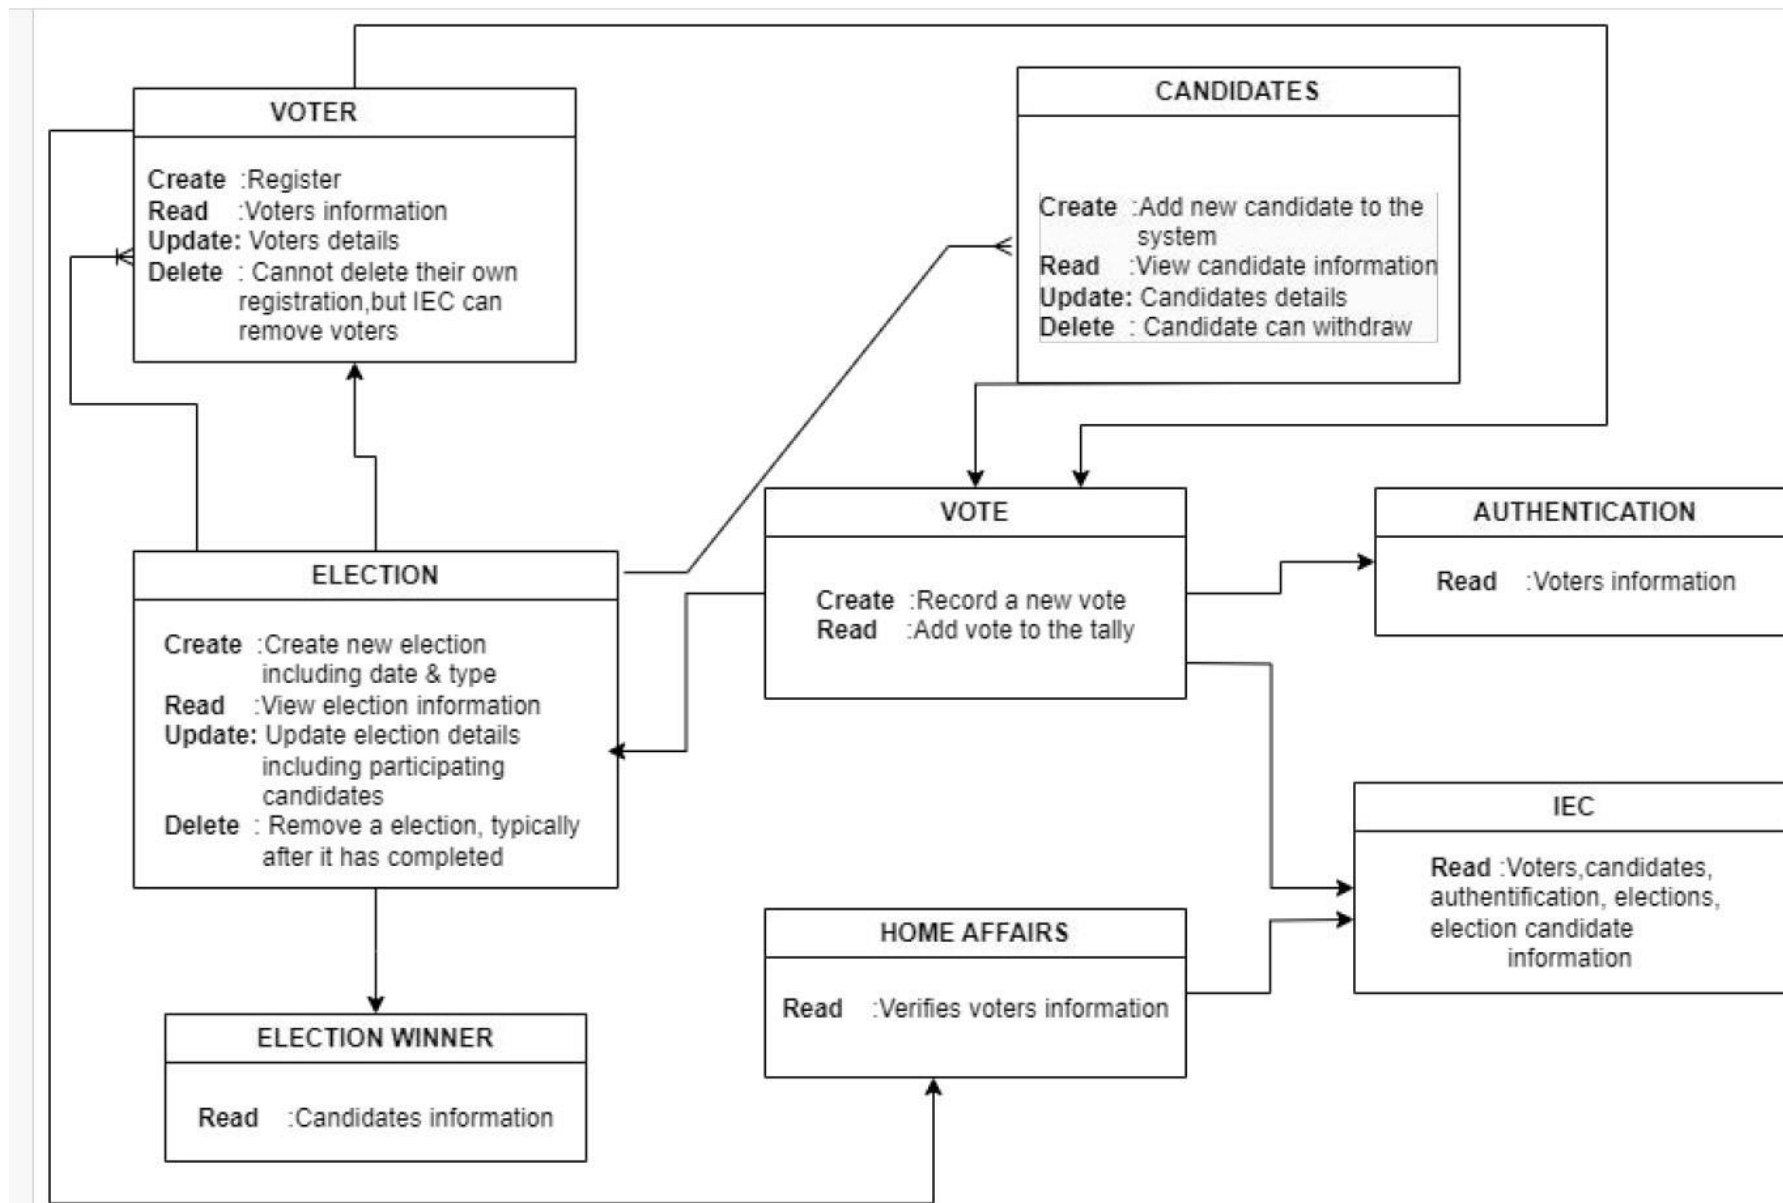 VOTER
Create :Register
Read :Voters information
Update: Voters details
Delete : Cannot delete their own
registration,but IEC can
remove voters
CANDIDATES
Create :Add new candidate to the
system
Read :View candidate information
Update: Candidates details
Delete : Candidate can withdraw
ELECTION
Create :Create new election
including date & type
Read :View election information
Update: Update election details
including participating
candidates
Delete : Remove a election, typically
after it has completed
VOTE
Create :Record a new vote
Read :Add vote to the tally
AUTHENTICATION
Read :Voters information
IEC
Read :Voters,candidates,
authentification, elections,
election candidate
information
HOME AFFAIRS
Read :Verifies voters information
ELECTION WINNER
Read :Candidates information